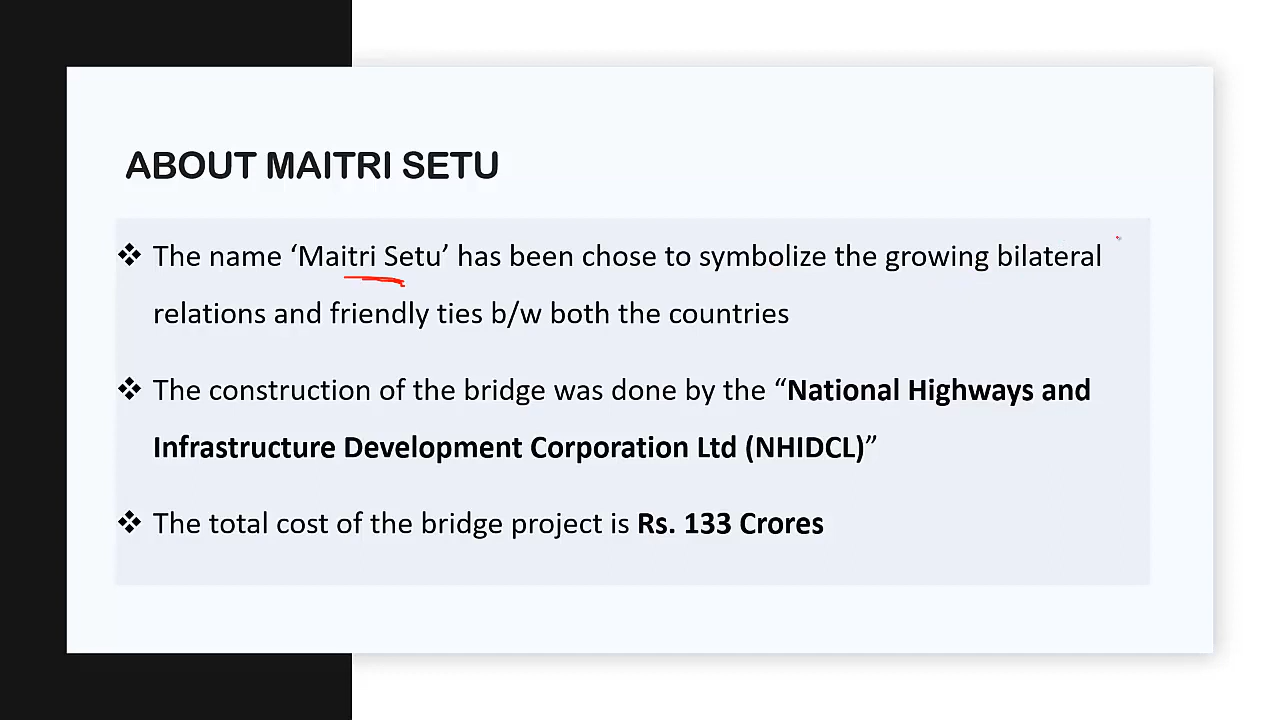 ABOUT MAITRI SETU
❖ The name ‘Maitri Setu’ has been chose to symbolize the growing bilateral
relations and friendly ties b/w both the countries
❖ The construction of the bridge was done by the “National Highways and
Infrastructure Development Corporation Ltd (NHIDCL)”
❖ The total cost of the bridge project is Rs. 133 Crores